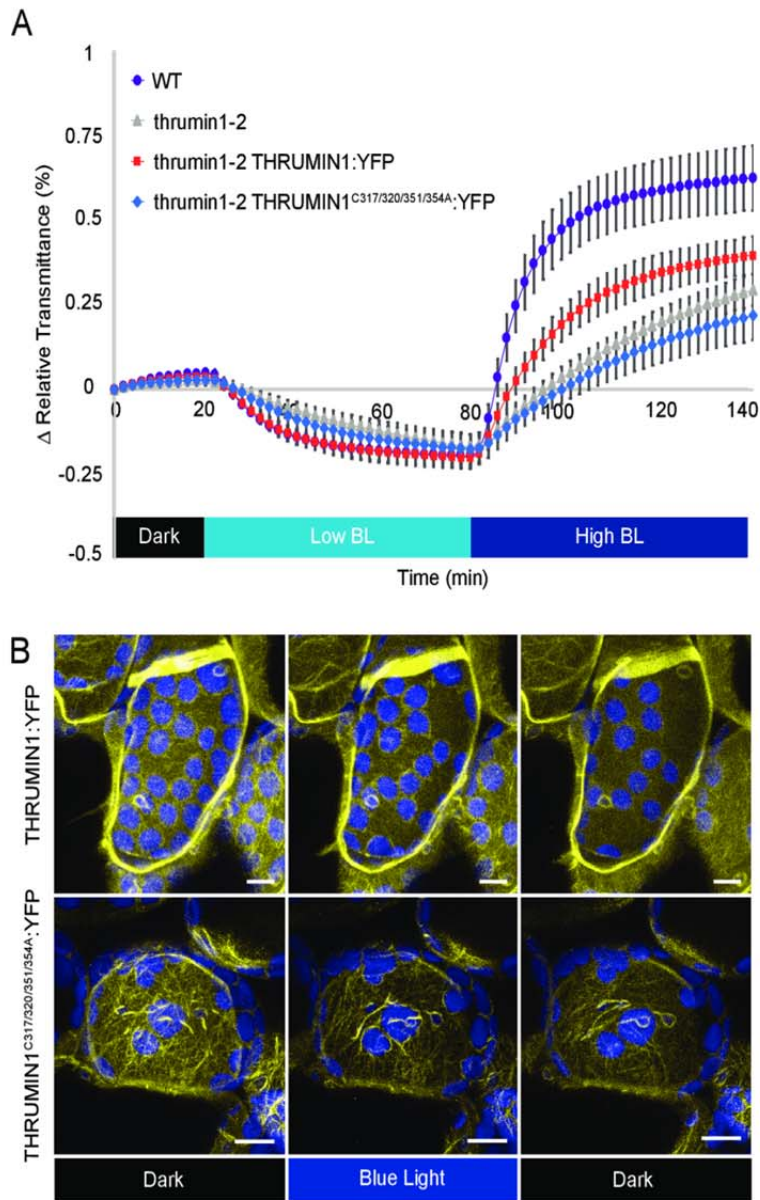 A
1
0.75
0.5
0.25
0
-0.25
-0.5
Δ Relative Transmittance (%)
WT
thrumin1-2
thrumin1-2 THRUMIN1:YFP
thrumin1-2 THRUMIN1C317/320/351/354A:YFP
0 20 60 80 100 120 140
Dark Low BL High BL
Time (min)
B
THRUMIN1:YFP
THRUMIN1C317/320/351/354A:YFP
Dark Blue Light Dark